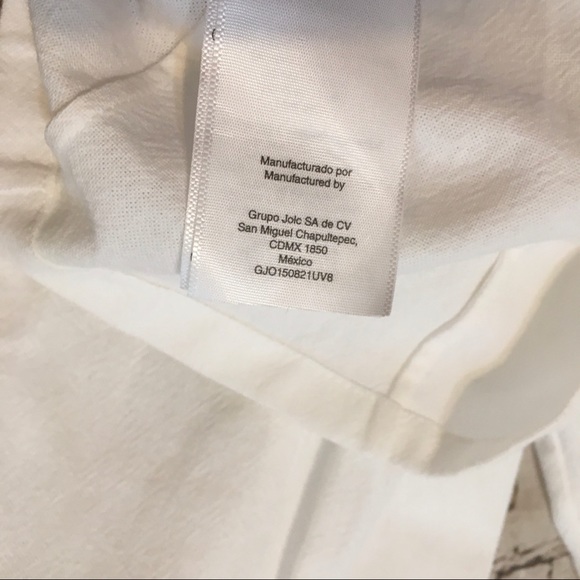 Manufacturado por
Manufactured by
Grupo Jolc SA de CV
San Miguel Chapultepec,
CDMX 1850
México
GJO150821UV8